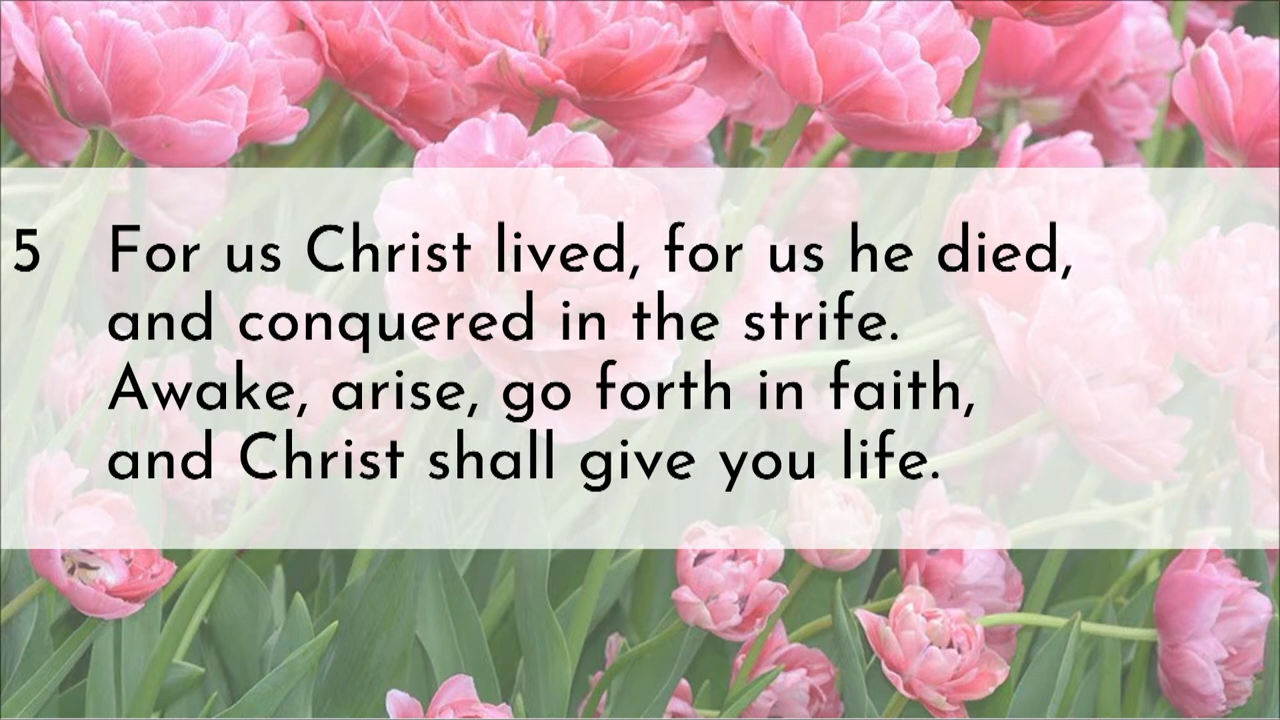 5 For us Christ lived, for us he died,
and conquered in the strife.
Awake, arise, go forth in faith,
and Christ shall give you life.